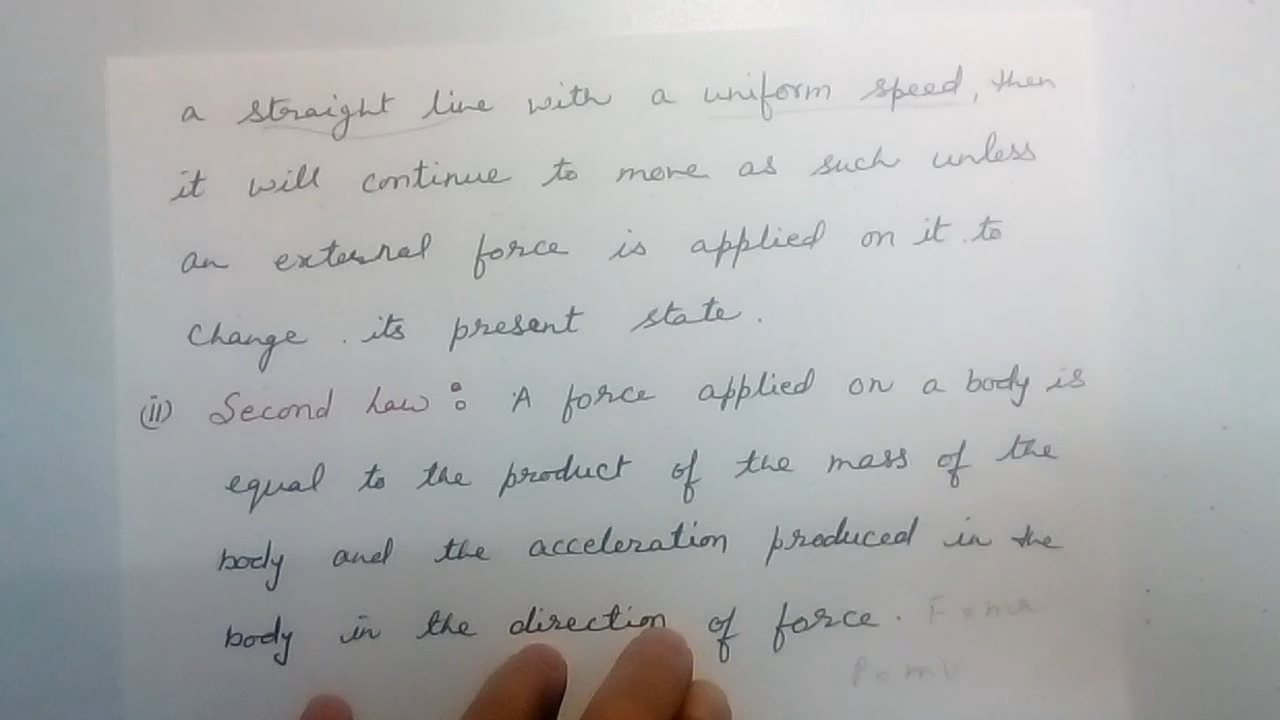 a straight line with a uniform speed, then
it will continue to move as such unless
an external force is applied on it to
change its present state.
(ii) Second Law : A force applied on a body is
equal to the product of the mass of the
body and the acceleration produced in the
body in the direction of force. F=ma
P=mv